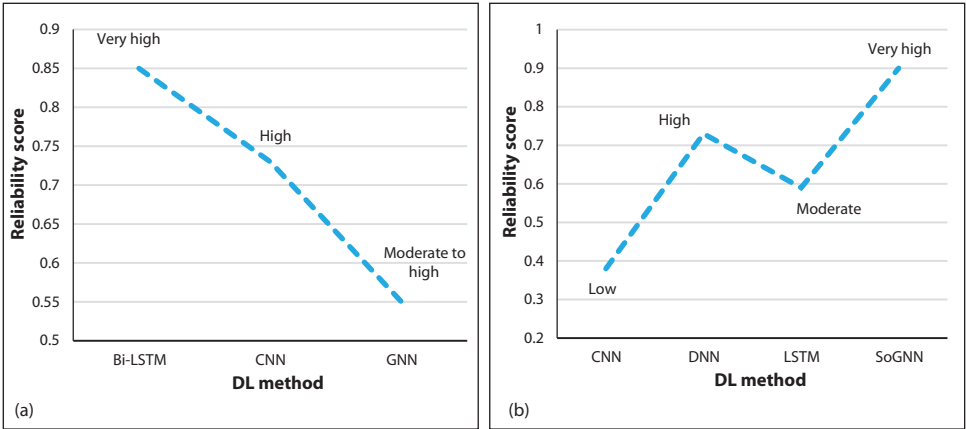 0.9
Very high
0.85
0.8
High
0.75
0.7
0.65
Moderate to
high
0.6
0.55
0.5
Reliability score
Bi-LSTM CNN GNN
DL method
(a)
1
Very high
0.9
0.8
High
0.7
0.6
Moderate
0.5
0.4
Low
0.3
0.2
Reliability score
CNN DNN LSTM SoGNN
DL method
(b)